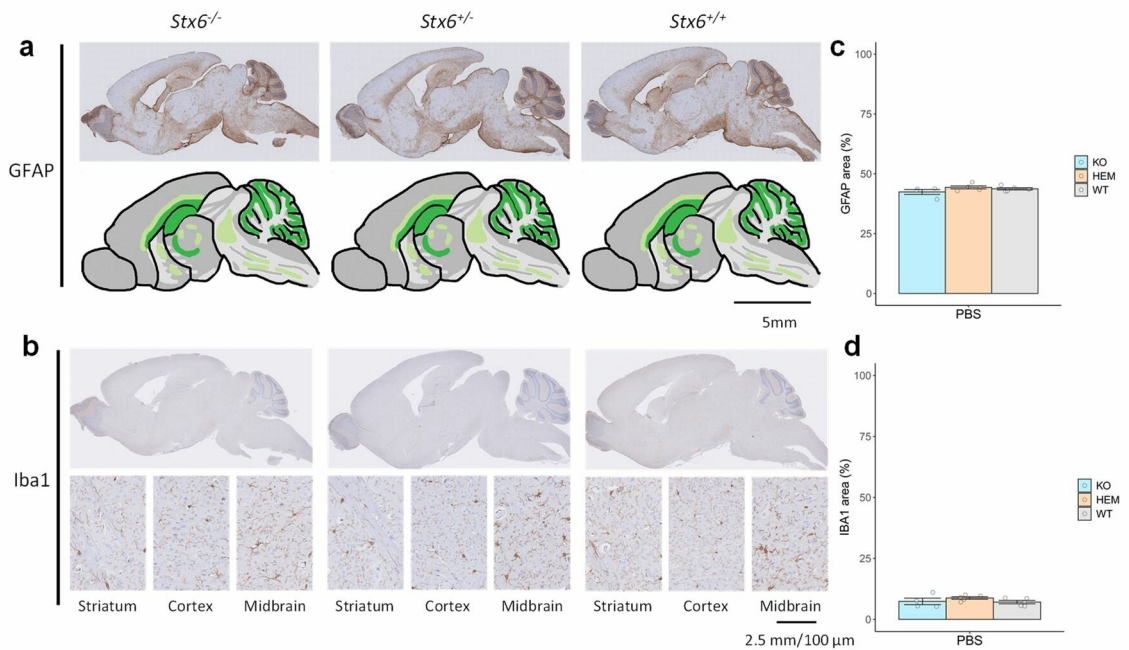 Stx6-/- Stx6+/- Stx6+/+
a
GFAP
5mm
b
Iba1
Striatum Cortex Midbrain Striatum Cortex Midbrain Striatum Cortex Midbrain
2.5 mm/100 μm
c
GFAP area (%)
100
75
50
25
0
PBS
KO
HEM
WT
d
IBA1 area (%)
100
75
50
25
0
PBS
KO
HEM
WT